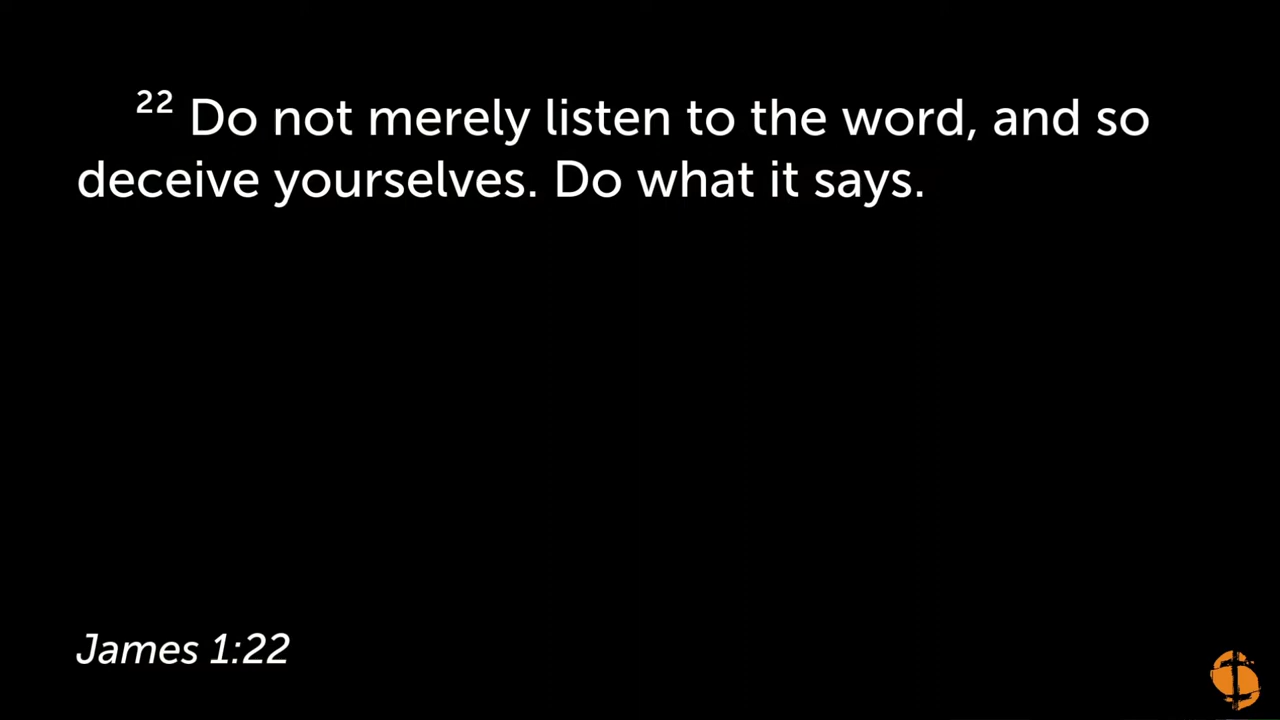 ²² Do not merely listen to the word, and so
deceive yourselves. Do what it says.
James 1:22